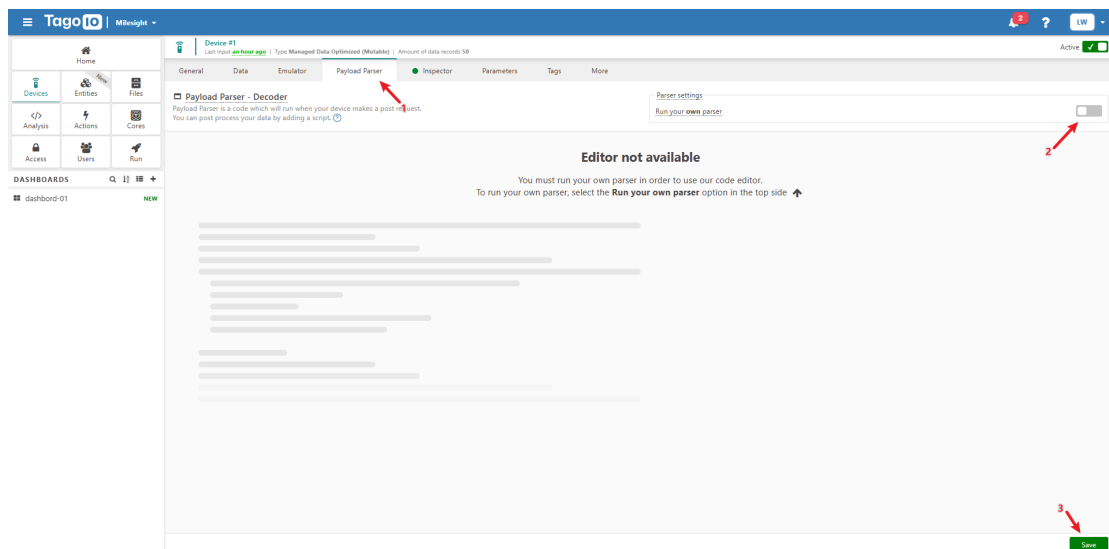 Tago IO | Milesight
2
?
LW
Home
Devices
Entities
New
Files
Analysis
Actions
Cores
Access
Users
Run
DASHBOARDS
dashbord-01
NEW
Device #1
Last input an hour ago | Type Managed Data Optimized (Mutable) | Amount of data records 58
Active
General Data Emulator Payload Parser Inspector Parameters Tags More
1
Payload Parser - Decoder
Payload Parser is a code which will run when your device makes a post request.
You can post process your data by adding a script. ?
Parser settings
Run your own parser
2
Editor not available
You must run your own parser in order to use our code editor.
To run your own parser, select the Run your own parser option in the top side
3
Save